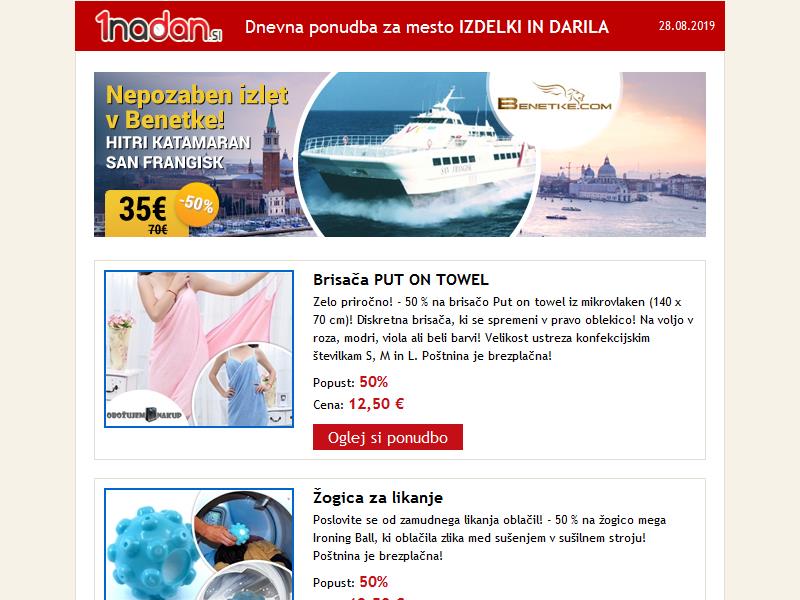 1nadan.si
Dnevna ponudba za mesto IZDELKI IN DARILA
28.08.2019
Nepozaben izlet
v Benetke!
HITRI KATAMARAN
SAN FRANGISK
35€
70€
-50%
BENETKE.COM
SAN FRANGISK
Brisača PUT ON TOWEL
Zelo priročno! - 50 % na brisačo Put on towel iz mikrovlaken (140 x
70 cm)! Diskretna brisača, ki se spremeni v pravo oblekico! Na voljo v
roza, modri, viola ali beli barvi! Velikost ustreza konfekcijskim
številkam S, M in L. Poštnina je brezplačna!
Popust: 50%
Cena: 12,50 €
Oglej si ponudbo
OBOŽUJEM NAKUP
Žogica za likanje
Poslovite se od zamudnega likanja oblačil! - 50 % na žogico mega
Ironing Ball, ki oblačila zlika med sušenjem v sušilnem stroju!
Poštnina je brezplačna!
Popust: 50%